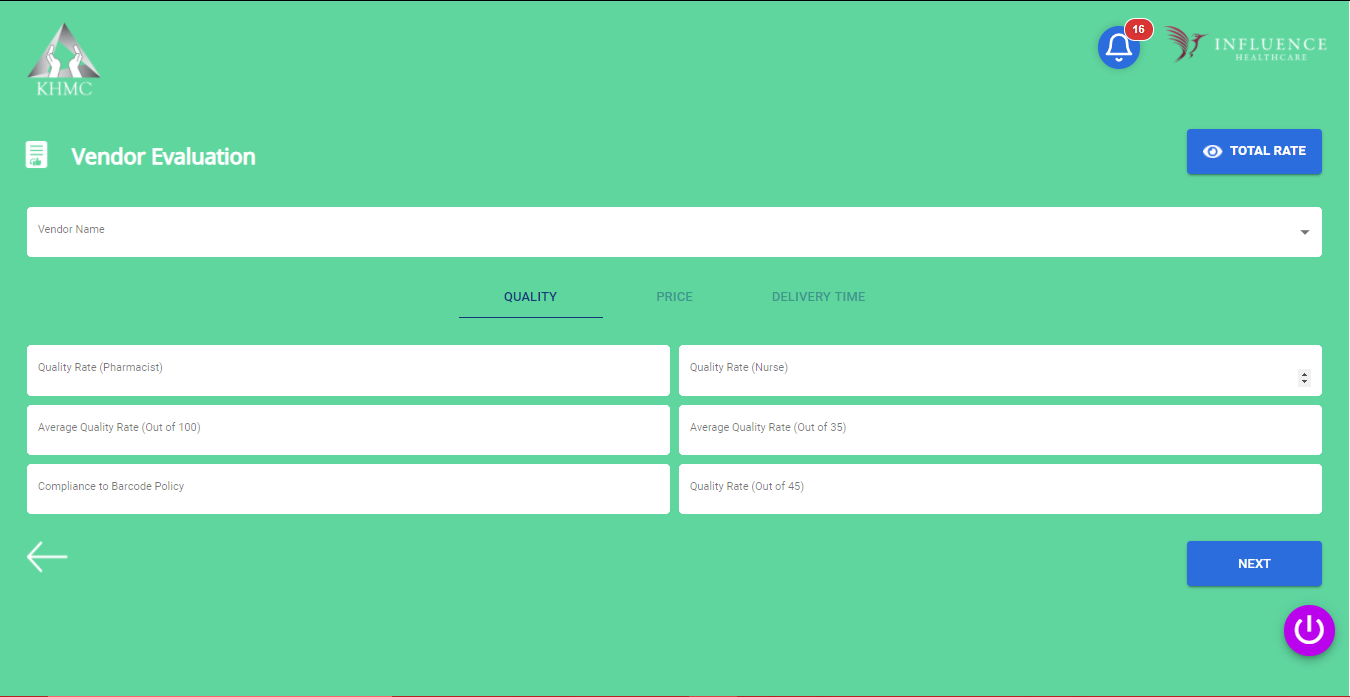 KHMC
16
INFLUENCE
HEALTHCARE
Vendor Evaluation
TOTAL RATE
Vendor Name
QUALITY
PRICE
DELIVERY TIME
Quality Rate (Pharmacist)
Quality Rate (Nurse)
Average Quality Rate (Out of 100)
Average Quality Rate (Out of 35)
Compliance to Barcode Policy
Quality Rate (Out of 45)
NEXT